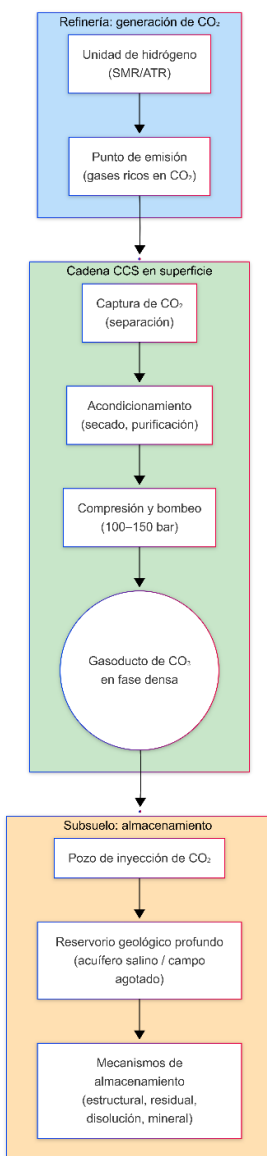 Refinería: generación de CO₂
Unidad de hidrógeno
(SMR/ATR)
Punto de emisión
(gases ricos en CO₂)
Cadena CCS en superficie
Captura de CO₂
(separación)
Acondicionamiento
(secado, purificación)
Compresión y bombeo
(100–150 bar)
Gasoducto de CO₂
en fase densa
Subsuelo: almacenamiento
Pozo de inyección de CO₂
Reservorio geológico profundo
(acuífero salino / campo
agotado)
Mecanismos de
almacenamiento
(estructural, residual,
disolución, mineral)